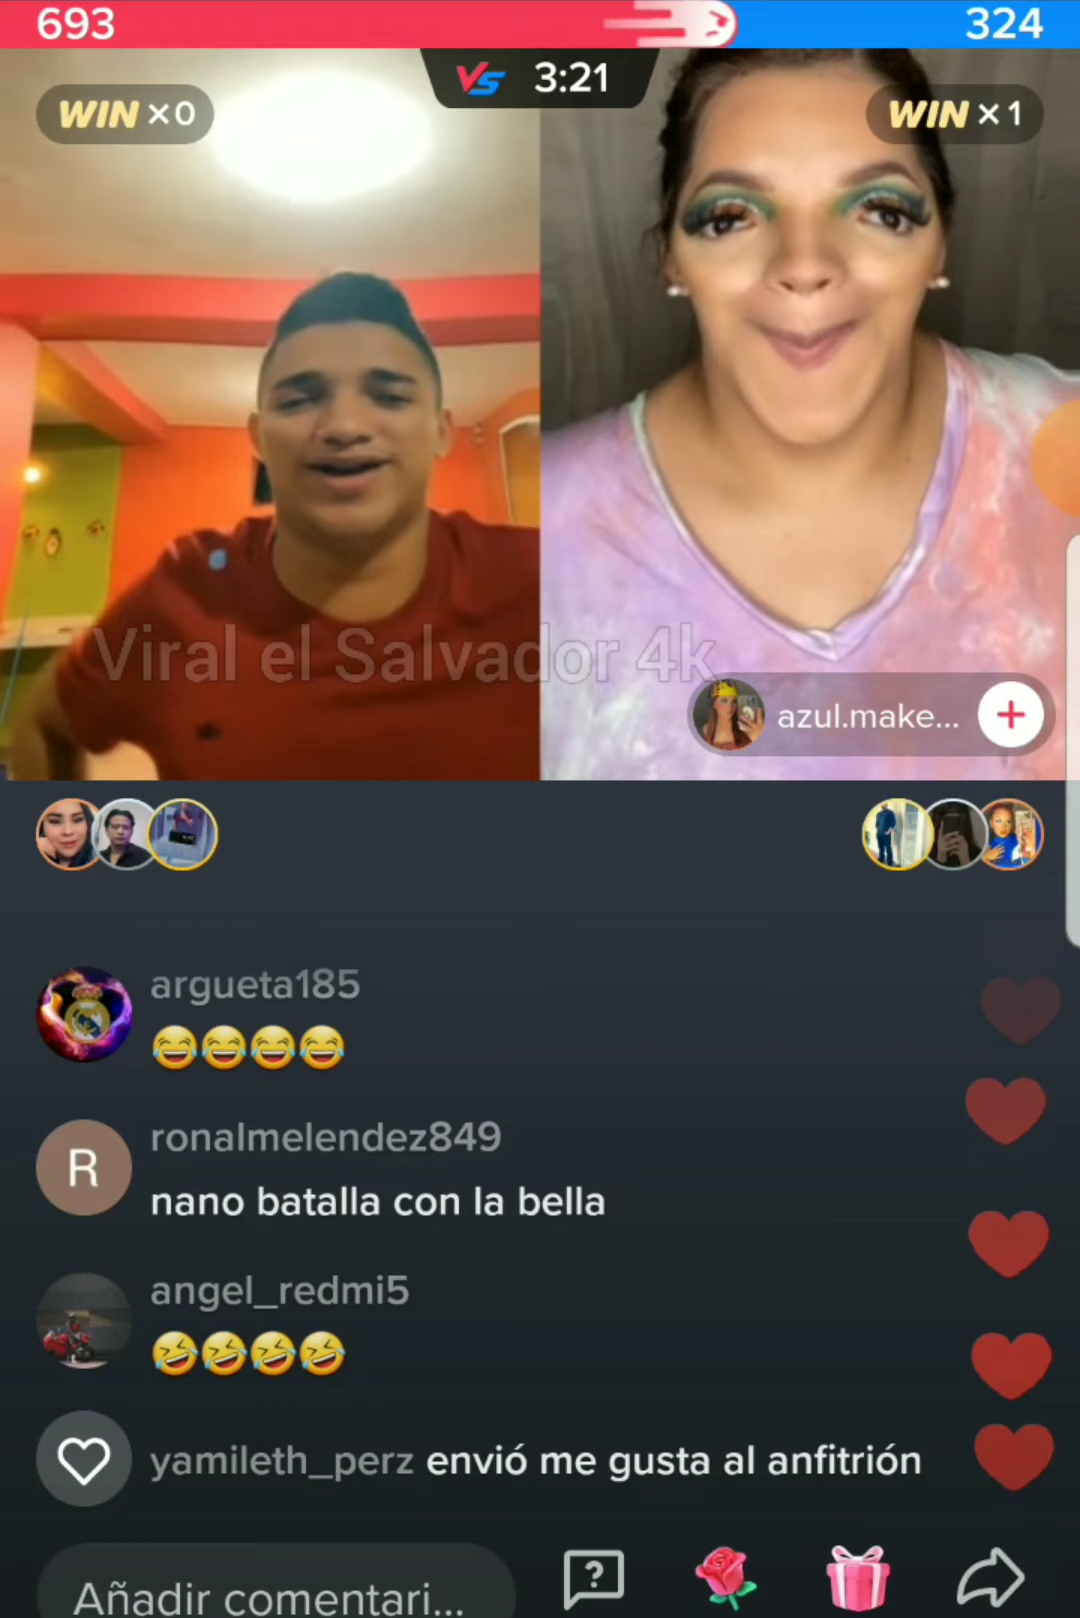 693
324
VS 3:21
WIN ×0
WIN ×1
Viral el Salvador 4k
azul.make...
argueta185
😂😂😂😂
R
ronalmelendez849
nano batalla con la bella
angel_redmi5
🤣🤣🤣🤣
yamileth_perz envió me gusta al anfitrión
Añadir comentari...
?